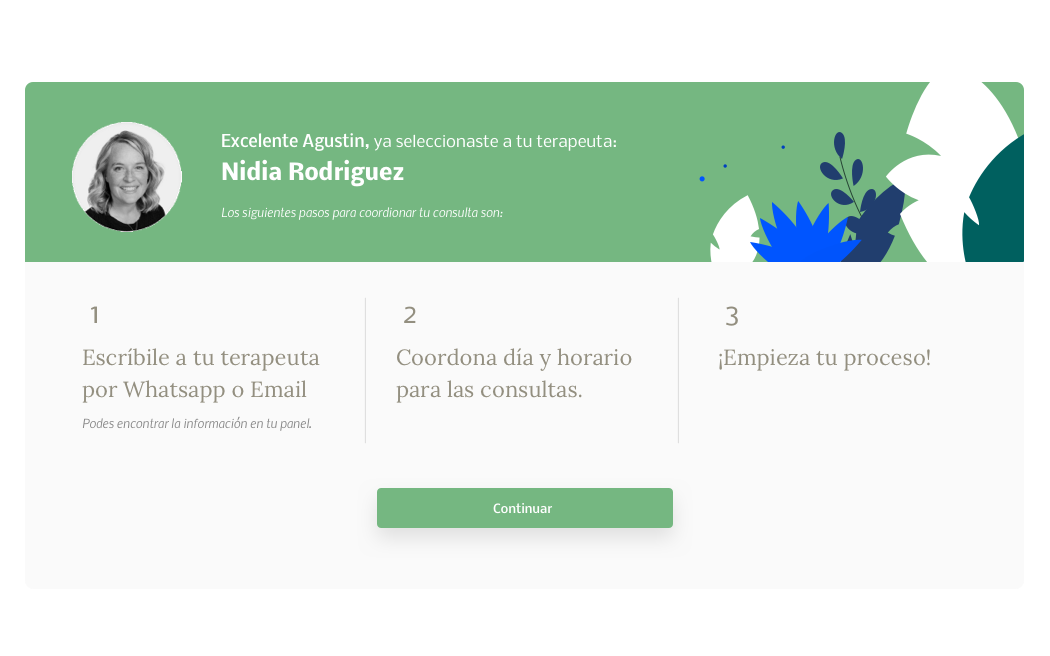 Excelente Agustin, ya seleccionaste a tu terapeuta:
Nidia Rodriguez
Los siguientes pasos para coordionar tu consulta son:
1
Escríbile a tu terapeuta
por Whatsapp o Email
Podes encontrar la información en tu panel.
2
Coordona día y horario
para las consultas.
3
¡Empieza tu proceso!
Continuar